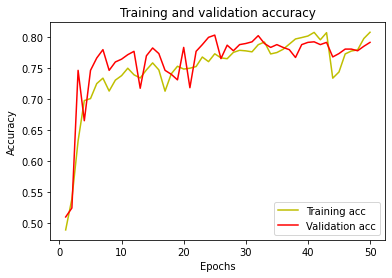 Training and validation accuracy
Accuracy
0.80
0.75
0.70
0.65
0.60
0.55
0.50
0
10
20
30
40
50
Epochs
Training acc
Validation acc